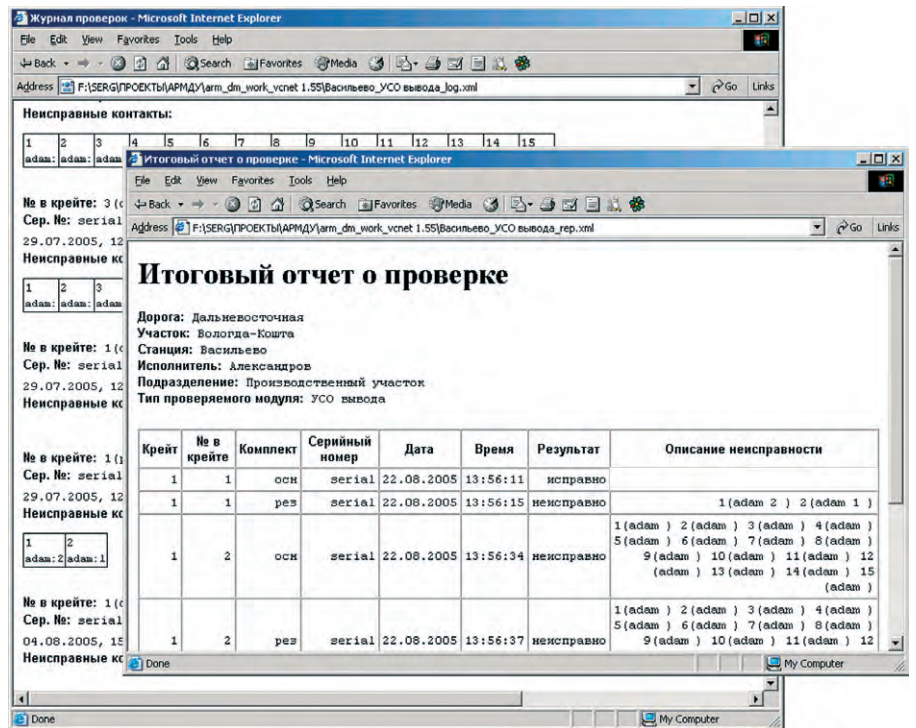 Журнал проверок - Microsoft Internet Explorer
File Edit View Favorites Tools Help
Back Search Favorites Media
Address F:\SERG\ПРОЕКТЫ\АРМДУ\arm_dm_work_vcnet 1.55\Васильево_УСО вывода_log.xml Go Links
Неисправные контакты:
1 2 3 4 5 6 7 8 9 10 11 12 13 14 15
adam: adam: adam
№ в крейте: 3
Сер. №: serial
29.07.2005, 12
Неисправные ко
1 2 3
adam: adam: adam
№ в крейте: 1
Сер. №: serial
29.07.2005, 12
Неисправные ко
№ в крейте: 1
Сер. №: serial
29.07.2005, 12
Неисправные ко
1 2
adam:2 adam:1
№ в крейте: 1
Сер. №: serial
04.08.2005, 15
Неисправные ко
Done My Computer
Итоговый отчет о проверке - Microsoft Internet Explorer
File Edit View Favorites Tools Help
Back Search Favorites Media
Address F:\SERG\ПРОЕКТЫ\АРМДУ\arm_dm_work_vcnet 1.55\Васильево_УСО вывода_rep.xml Go Links
Итоговый отчет о проверке
Дорога: Дальневосточная
Участок: Вологда-Кошта
Станция: Васильево
Исполнитель: Александров
Подразделение: Производственный участок
Тип проверяемого модуля: УСО вывода
Крейт № в крейте Комплект Серийный номер Дата Время Результат Описание неисправности
1 1 осн serial 22.08.2005 13:56:11 исправно
1 1 рез serial 22.08.2005 13:56:15 неисправно 1(adam 2 ) 2(adam 1 )
1(adam ) 2(adam ) 3(adam ) 4(adam )
5(adam ) 6(adam ) 7(adam ) 8(adam )
1 2 осн serial 22.08.2005 13:56:34 неисправно 9(adam ) 10(adam ) 11(adam ) 12
(adam ) 13(adam ) 14(adam ) 15
(adam )
1(adam ) 2(adam ) 3(adam ) 4(adam )
5(adam ) 6(adam ) 7(adam ) 8(adam )
1 2 рез serial 22.08.2005 13:56:37 неисправно 9(adam ) 10(adam ) 11(adam ) 12
Done My Computer